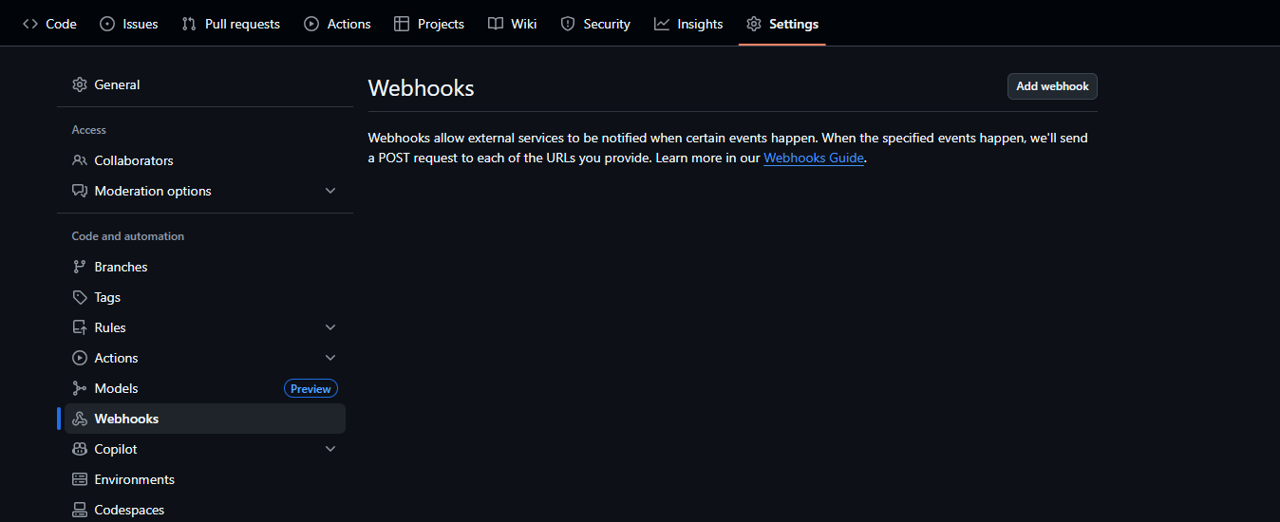 Code
Issues
Pull requests
Actions
Projects
Wiki
Security
Insights
Settings
General
Access
Collaborators
Moderation options
Code and automation
Branches
Tags
Rules
Actions
Models
Preview
Webhooks
Copilot
Environments
Codespaces
Webhooks
Add webhook
Webhooks allow external services to be notified when certain events happen. When the specified events happen, we'll send
a POST request to each of the URLs you provide. Learn more in our Webhooks Guide.